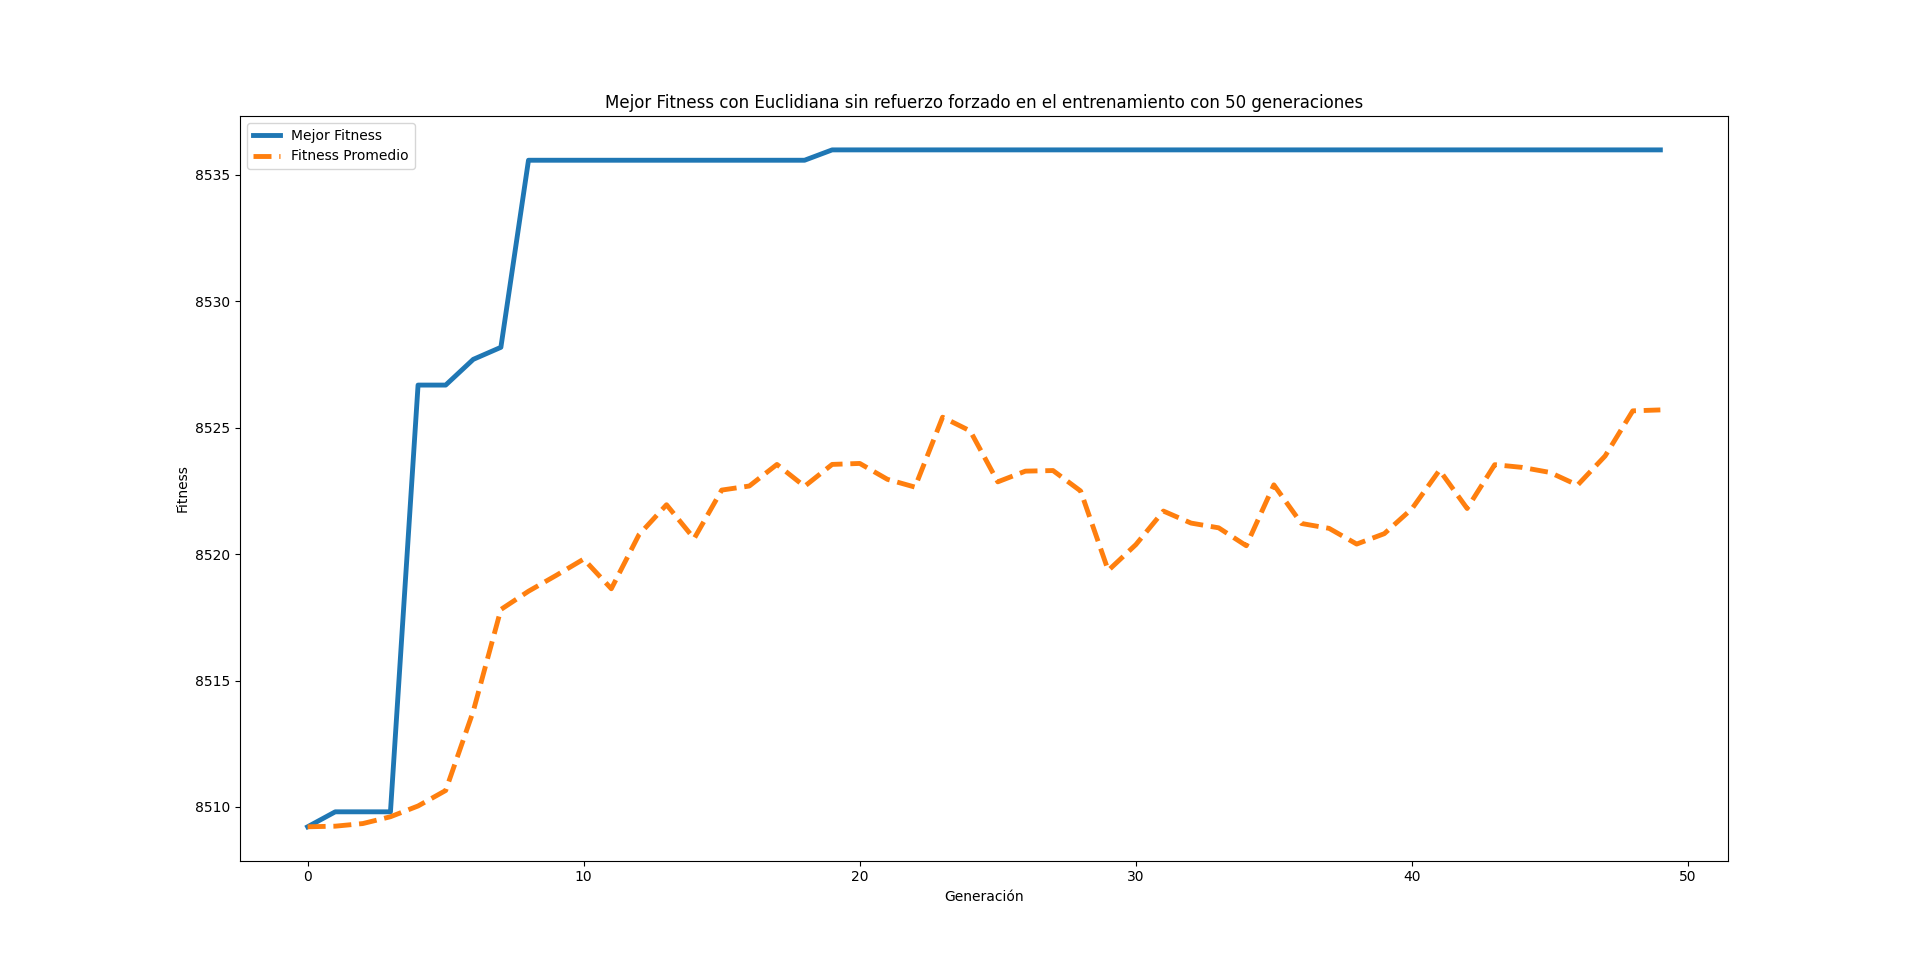 Mejor Fitness con Euclidiana sin refuerzo forzado en el entrenamiento con 50 generaciones
Mejor Fitness
Fitness Promedio
8535
8530
8525
8520
8515
8510
Fitness
0 10 20 30 40 50
Generación